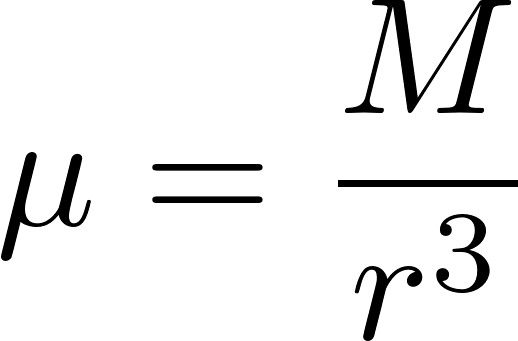 μ = M / r³